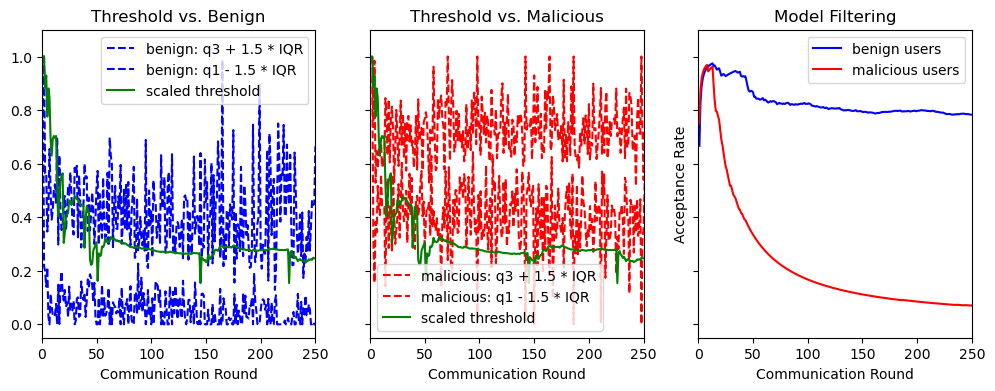 Threshold vs. Benign
benign: q3 + 1.5 * IQR
benign: q1 - 1.5 * IQR
scaled threshold
1.0
0.8
0.6
0.4
0.2
0.0
0 50 100 150 200 250
Communication Round
Threshold vs. Malicious
malicious: q3 + 1.5 * IQR
malicious: q1 - 1.5 * IQR
scaled threshold
0 50 100 150 200 250
Communication Round
Model Filtering
benign users
malicious users
Acceptance Rate
0 50 100 150 200 250
Communication Round